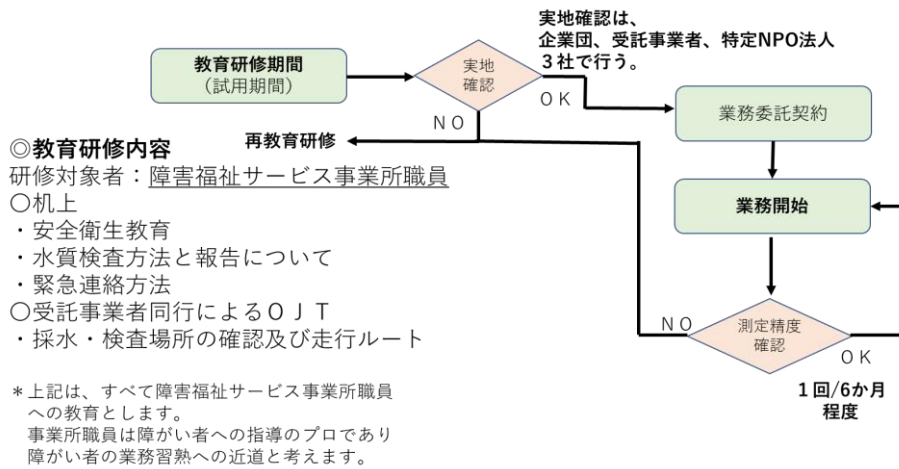 実地確認は、
企業団、受託事業者、特定NPO法人
３社で行う。
教育研修期間
（試用期間）
実地
確認
ＯＫ
ＮＯ
再教育研修
業務委託契約
業務開始
測定精度
確認
ＮＯ
ＯＫ
１回/6か月
程度
◎教育研修内容
研修対象者：障害福祉サービス事業所職員
〇机上
・安全衛生教育
・水質検査方法と報告について
・緊急連絡方法
〇受託事業者同行によるＯＪＴ
・採水・検査場所の確認及び走行ルート
＊上記は、すべて障害福祉サービス事業所職員
への教育とします。
事業所職員は障がい者への指導のプロであり
障がい者の業務習熟への近道と考えます。